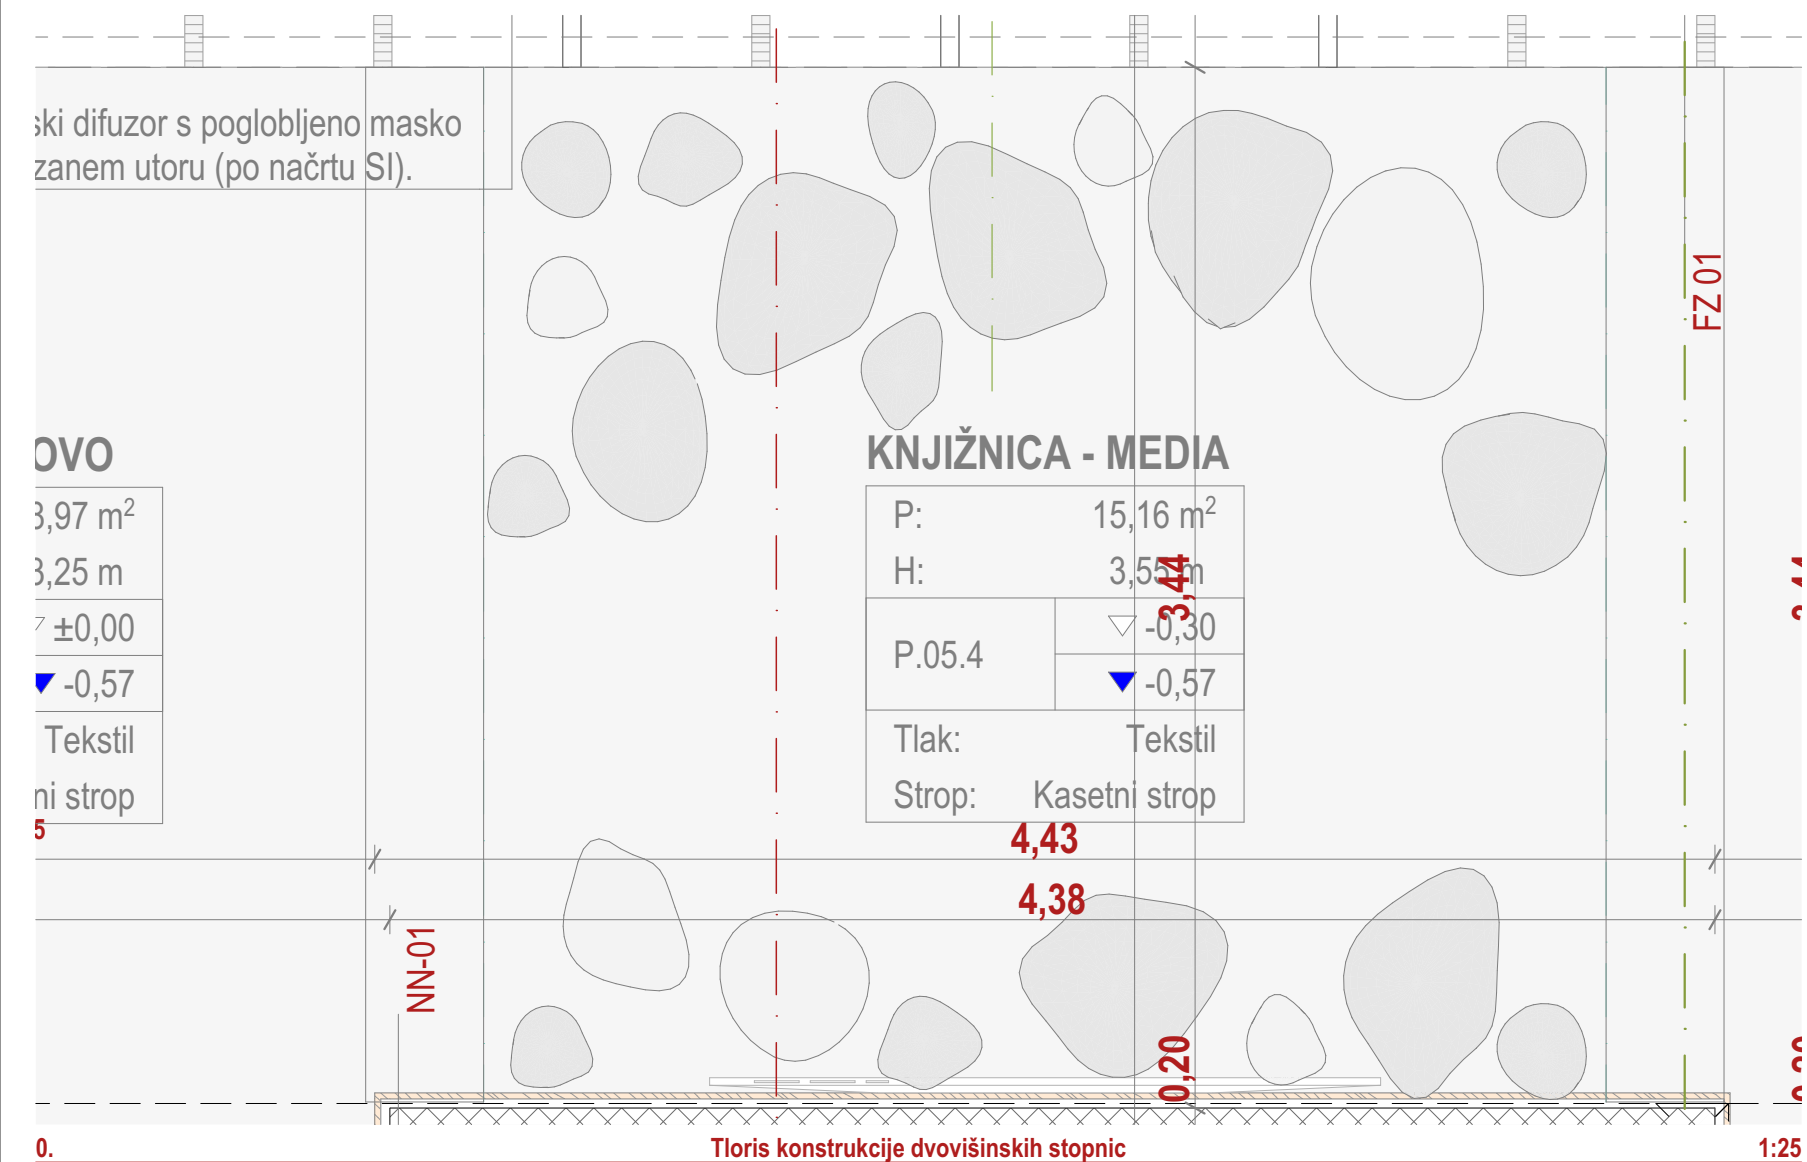 ski difuzor s poglobljeno masko
zanem utoru (po načrtu SI).
FZ 01
OVO
3,97 m²
3,25 m
±0,00
-0,57
Tekstil
ni strop
5
KNJIŽNICA - MEDIA
P: 15,16 m²
H: 3,55 m
P.05.4
-0,30
-0,57
Tlak: Tekstil
Strop: Kasetni strop
3,44
4,43
4,38
NN-01
0,20
0.
Tloris konstrukcije dvovišinskih stopnic
1:25